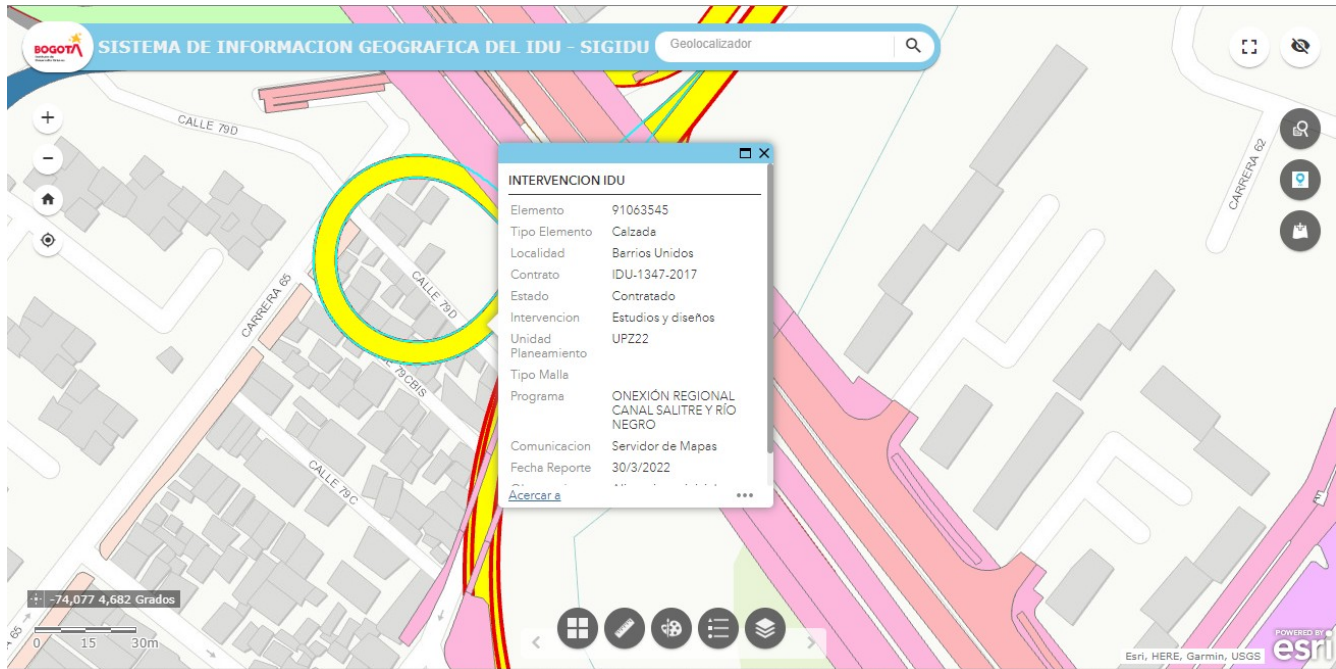 BOGOTÁ
SISTEMA DE INFORMACION GEOGRAFICA DEL IDU - SIGIDU
Geolocalizador
CALLE 79D
CARRERA 62
CARRERA 65
CALLE 79D
79CBIS
CALLE 79C
INTERVENCION IDU
Elemento 91063545
Tipo Elemento Calzada
Localidad Barrios Unidos
Contrato IDU-1347-2017
Estado Contratado
Intervencion Estudios y diseños
Unidad Planeamiento UPZ22
Tipo Malla
Programa ONEXIÓN REGIONAL
CANAL SALITRE Y RÍO
NEGRO
Comunicacion Servidor de Mapas
Fecha Reporte 30/3/2022
Acercar a
-74,077 4,682 Grados
65
0 15 30m
Esri, HERE, Garmin, USGS
POWERED BY
esri